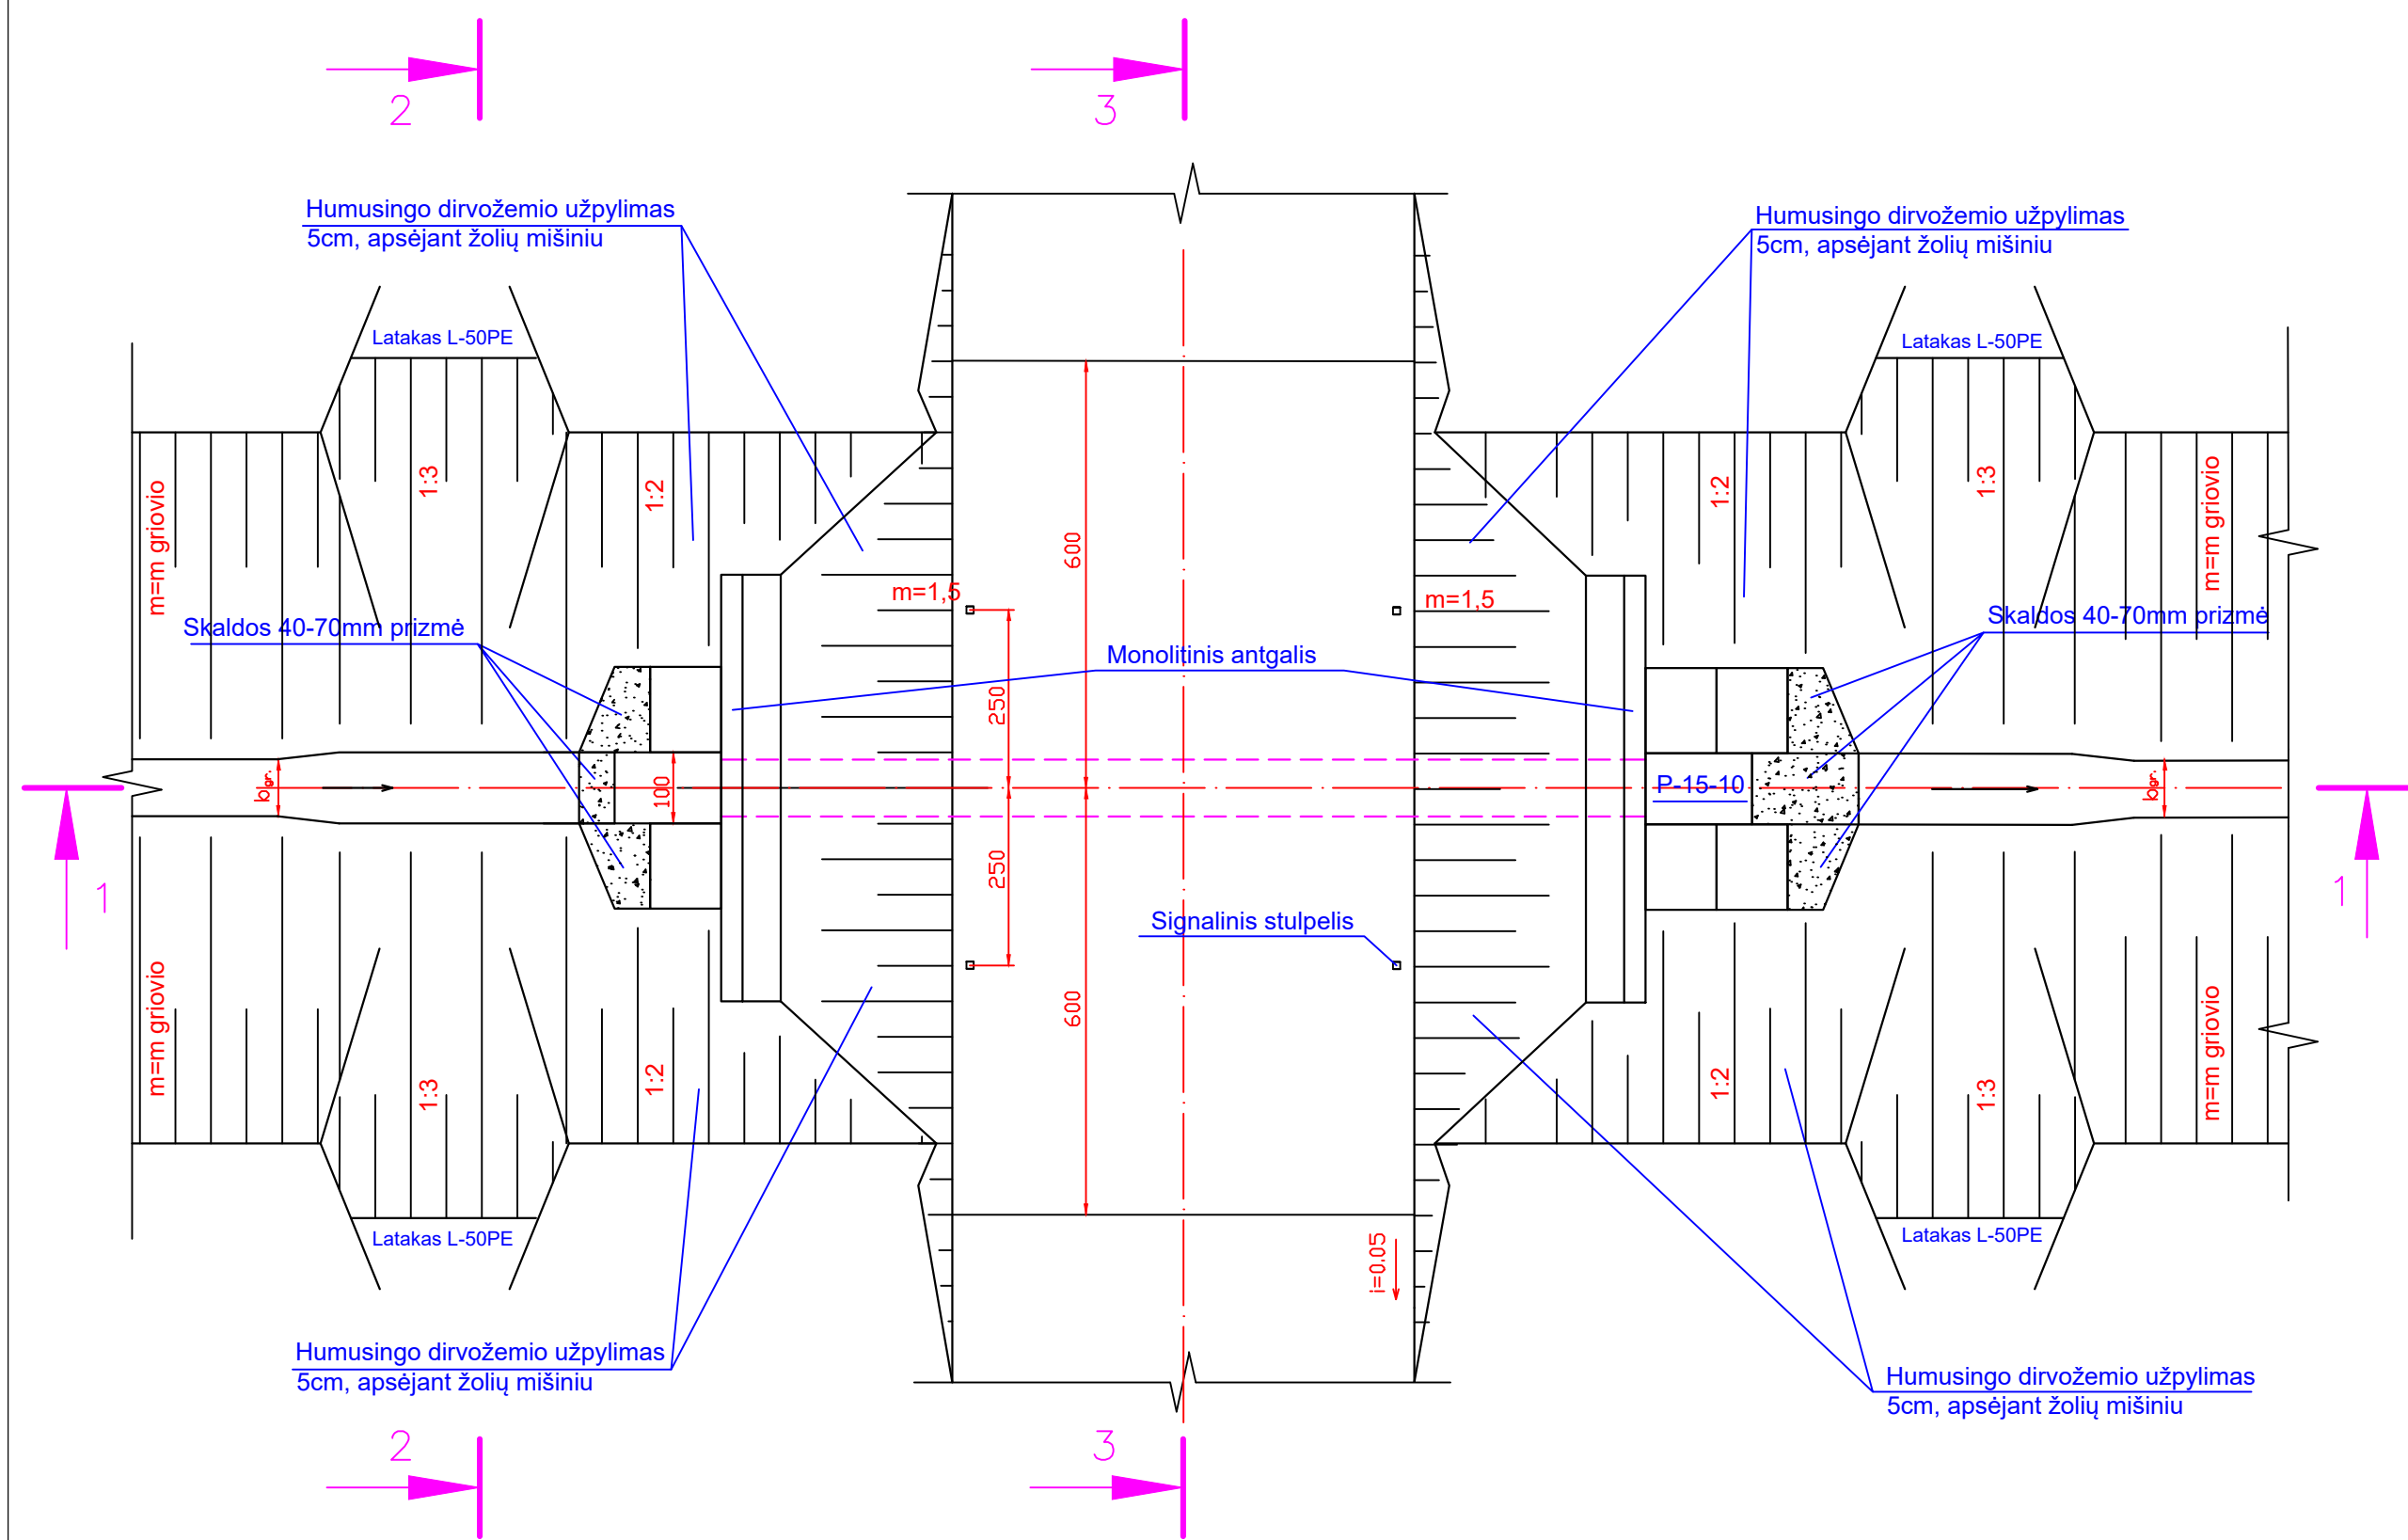 2
3
Humusingo dirvožemio užpylimas
5cm, apsėjant žolių mišiniu
Humusingo dirvožemio užpylimas
5cm, apsėjant žolių mišiniu
Latakas L-50PE
Latakas L-50PE
m=m griovio
1:3
1:2
600
1:2
1:3
m=m griovio
m=1,5
m=1,5
Skaldos 40-70mm prizmė
Skaldos 40-70mm prizmė
Monolitinis antgalis
250
bgr.
100
P-15-10
bgr.
1
250
1
Signalinis stulpelis
m=m griovio
1:3
1:2
600
1:2
1:3
m=m griovio
Latakas L-50PE
i=0.05
Latakas L-50PE
Humusingo dirvožemio užpylimas
5cm, apsėjant žolių mišiniu
Humusingo dirvožemio užpylimas
5cm, apsėjant žolių mišiniu
2
3